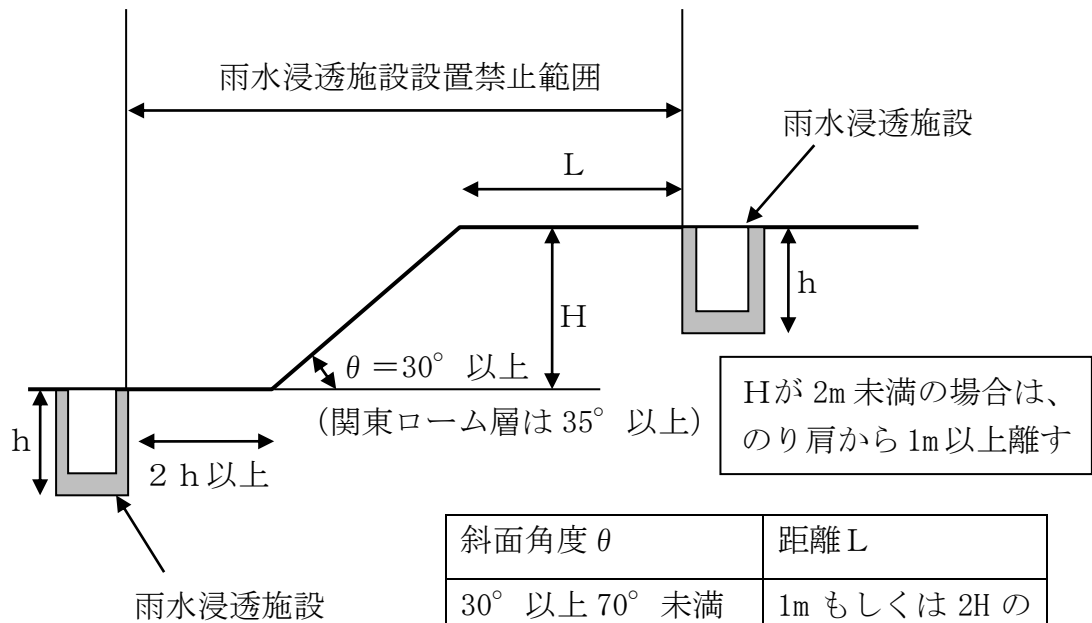 雨水浸透施設設置禁止範囲
雨水浸透施設
L
H
h
θ＝30°以上
(関東ローム層は35°以上)
Hが2m未満の場合は、
のり肩から1m以上離す
h
2h以上
雨水浸透施設
斜面角度θ
距離L
30°以上70°未満
1mもしくは2Hの